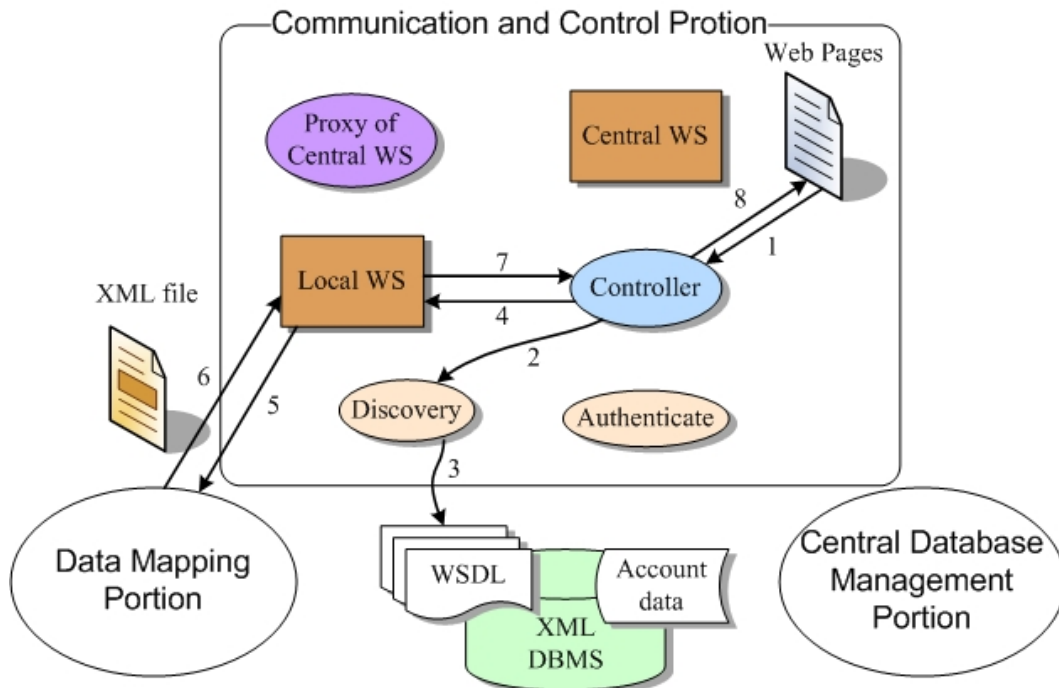 Communication and Control Protion
Web Pages
Proxy of
Central WS
Central WS
8
1
Local WS
7
Controller
4
XML file
2
6
5
Discovery
Authenticate
3
Data Mapping
Portion
WSDL
Account
data
XML
DBMS
Central Database
Management
Portion